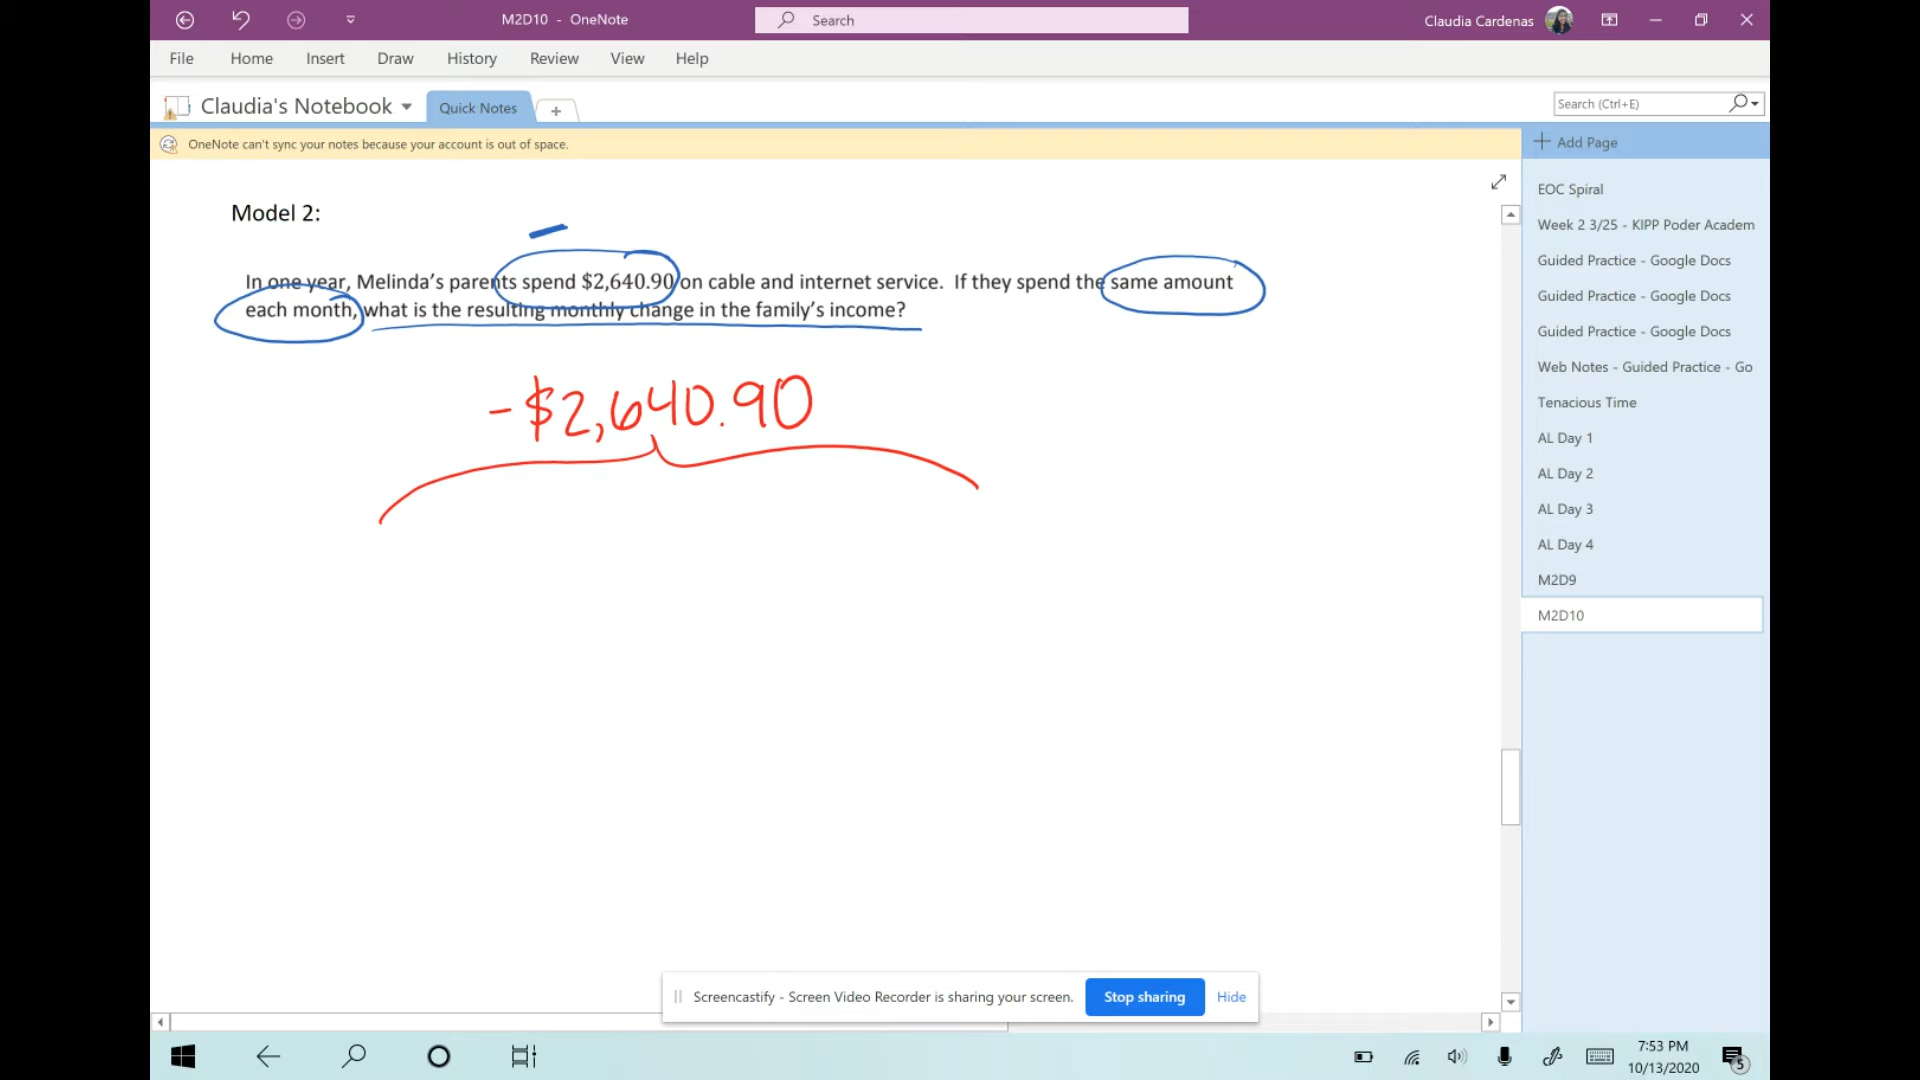 M2D10 - OneNote
Search
Claudia Cardenas
File Home Insert Draw History Review View Help
Claudia's Notebook
Quick Notes
+
Search (Ctrl+E)
OneNote can't sync your notes because your account is out of space.
Add Page
EOC Spiral
Week 2 3/25 - KIPP Poder Academ
Guided Practice - Google Docs
Guided Practice - Google Docs
Guided Practice - Google Docs
Web Notes - Guided Practice - Go
Tenacious Time
AL Day 1
AL Day 2
AL Day 3
AL Day 4
M2D9
M2D10
Model 2:
In one year, Melinda's parents spend $2,640.90 on cable and internet service. If they spend the same amount
each month, what is the resulting monthly change in the family's income?
-$2,640.90
Screencastify - Screen Video Recorder is sharing your screen. Stop sharing Hide
7:53 PM
10/13/2020
5